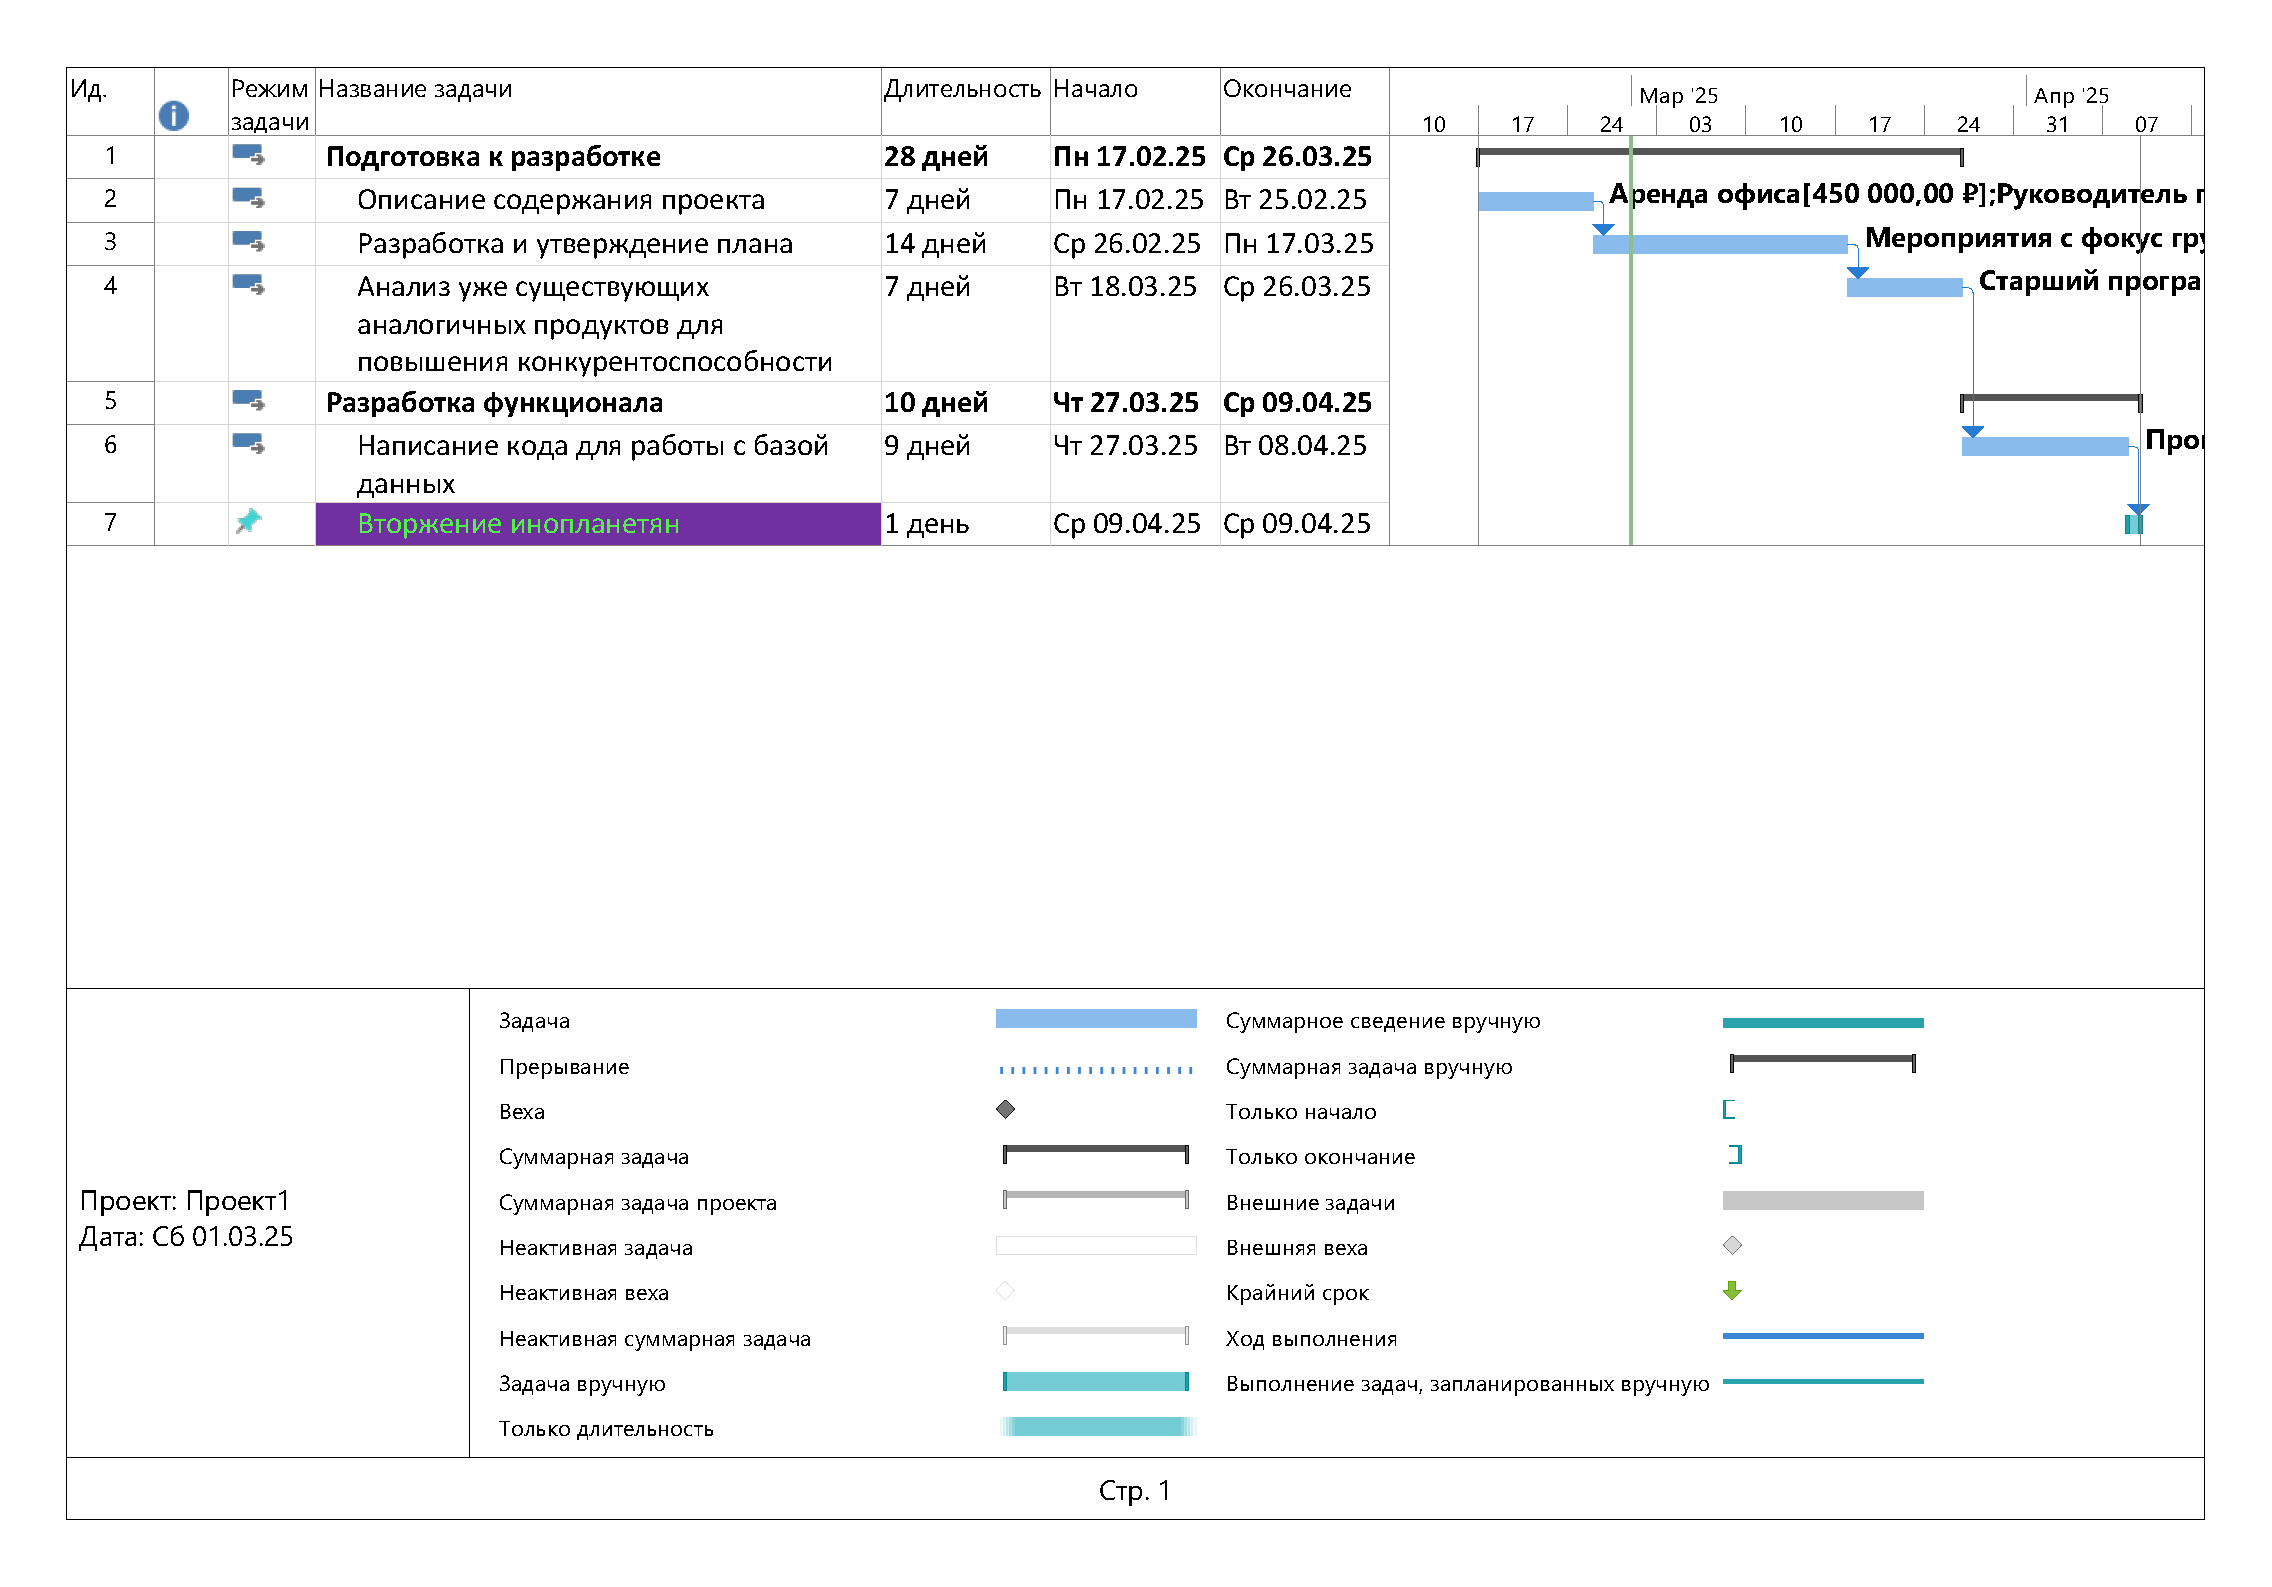 Ид. Режим задачи Название задачи Длительность Начало Окончание
Мар '25 Апр '25
10 17 24 03 10 17 24 31 07
1 Подготовка к разработке 28 дней Пн 17.02.25 Ср 26.03.25
2 Описание содержания проекта 7 дней Пн 17.02.25 Вт 25.02.25 Аренда офиса[450 000,00 ₽];Руководитель
3 Разработка и утверждение плана 14 дней Ср 26.02.25 Пн 17.03.25 Мероприятия с фокус
4 Анализ уже существующих 7 дней Вт 18.03.25 Ср 26.03.25 Старший програ
аналогичных продуктов для
повышения конкурентоспособности
5 Разработка функционала 10 дней Чт 27.03.25 Ср 09.04.25
6 Написание кода для работы с базой 9 дней Чт 27.03.25 Вт 08.04.25
данных
7 Вторжение инопланетян 1 день Ср 09.04.25 Ср 09.04.25
Проект: Проект1
Дата: Сб 01.03.25
Задача
Прерывание
Веха
Суммарная задача
Суммарная задача проекта
Неактивная задача
Неактивная веха
Неактивная суммарная задача
Задача вручную
Только длительность
Суммарное сведение вручную
Суммарная задача вручную
Только начало
Только окончание
Внешние задачи
Внешняя веха
Крайний срок
Ход выполнения
Выполнение задач, запланированных вручную
Стр. 1